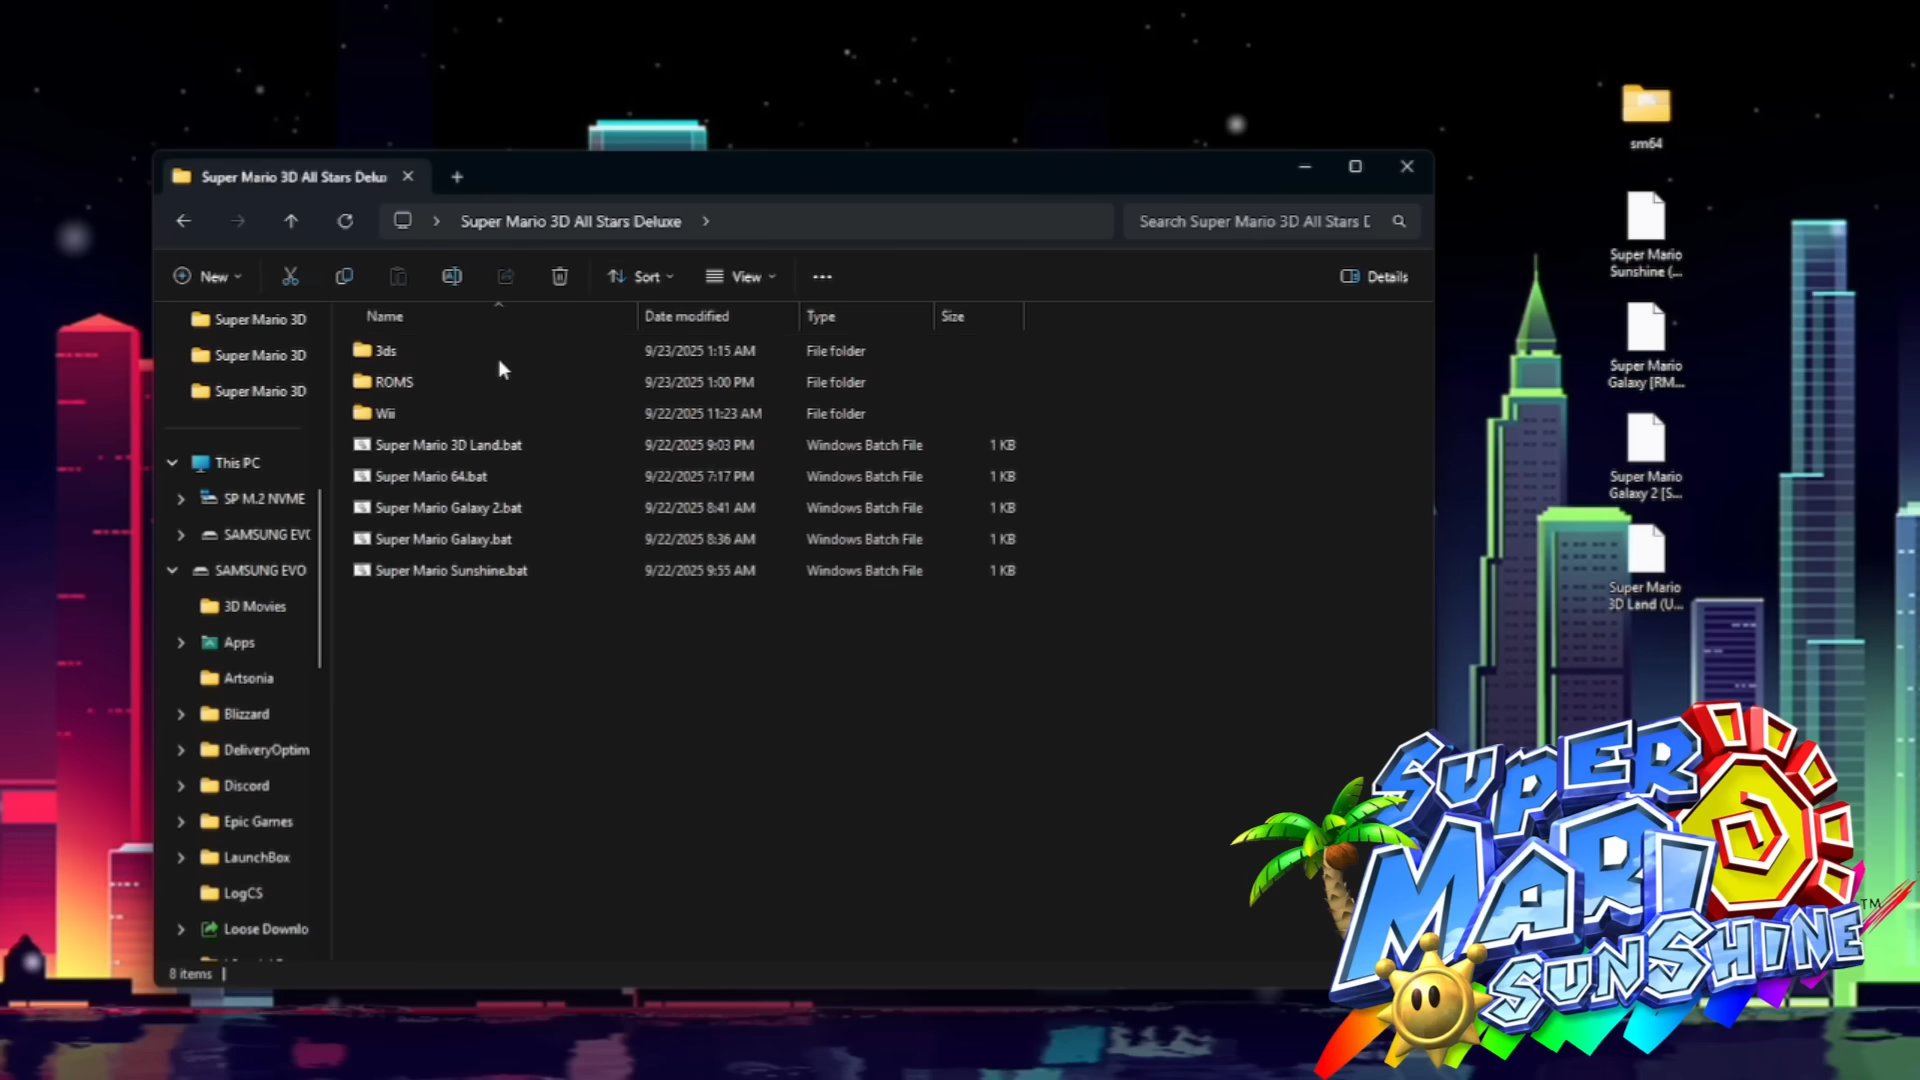 Super Mario 3D All Stars Delux
Super Mario 3D All Stars Deluxe
Search Super Mario 3D All Stars D
New
Sort
View
Details
Super Mario 3D
Super Mario 3D
Super Mario 3D
This PC
SP M.2 NVME
SAMSUNG EVO
SAMSUNG EVO
3D Movies
Apps
Artsonia
Blizzard
DeliveryOptim
Discord
Epic Games
LaunchBox
LogCS
Loose Downlo
Name Date modified Type Size
3ds 9/23/2025 1:15 AM File folder
ROMS 9/23/2025 1:00 PM File folder
Wii 9/22/2025 11:23 AM File folder
Super Mario 3D Land.bat 9/22/2025 9:03 PM Windows Batch File 1 KB
Super Mario 64.bat 9/22/2025 7:17 PM Windows Batch File 1 KB
Super Mario Galaxy 2.bat 9/22/2025 8:41 AM Windows Batch File 1 KB
Super Mario Galaxy.bat 9/22/2025 8:36 AM Windows Batch File 1 KB
Super Mario Sunshine.bat 9/22/2025 9:55 AM Windows Batch File 1 KB
8 items
sm64
Super Mario
Sunshine (...
Super Mario
Galaxy [RM...
Super Mario
Galaxy 2 [S...
Super Mario
3D Land (U...
SUPER
MARIO
SUNSHINE™